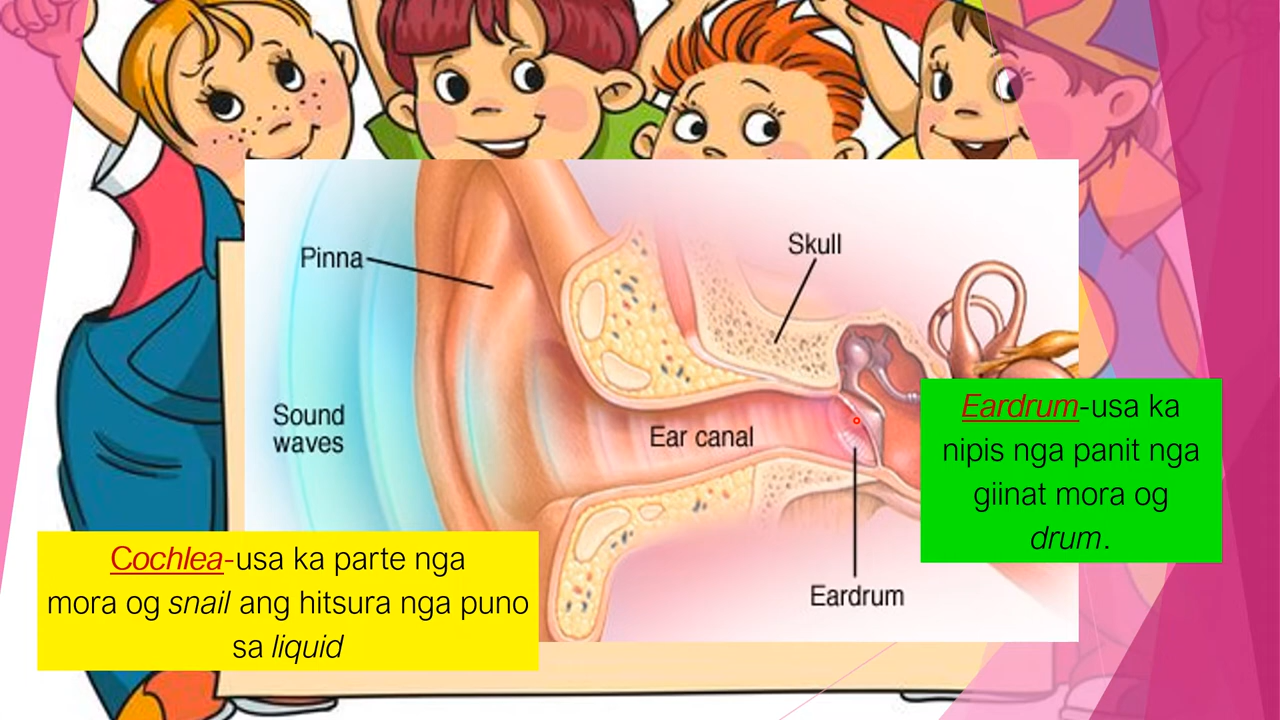 Pinna
Skull
Sound
waves
Ear canal
Eardrum
Eardrum-usa ka
nipis nga panit nga
giinat mora og
drum.
Cochlea-usa ka parte nga
mora og snail ang hitsura nga puno
sa liquid